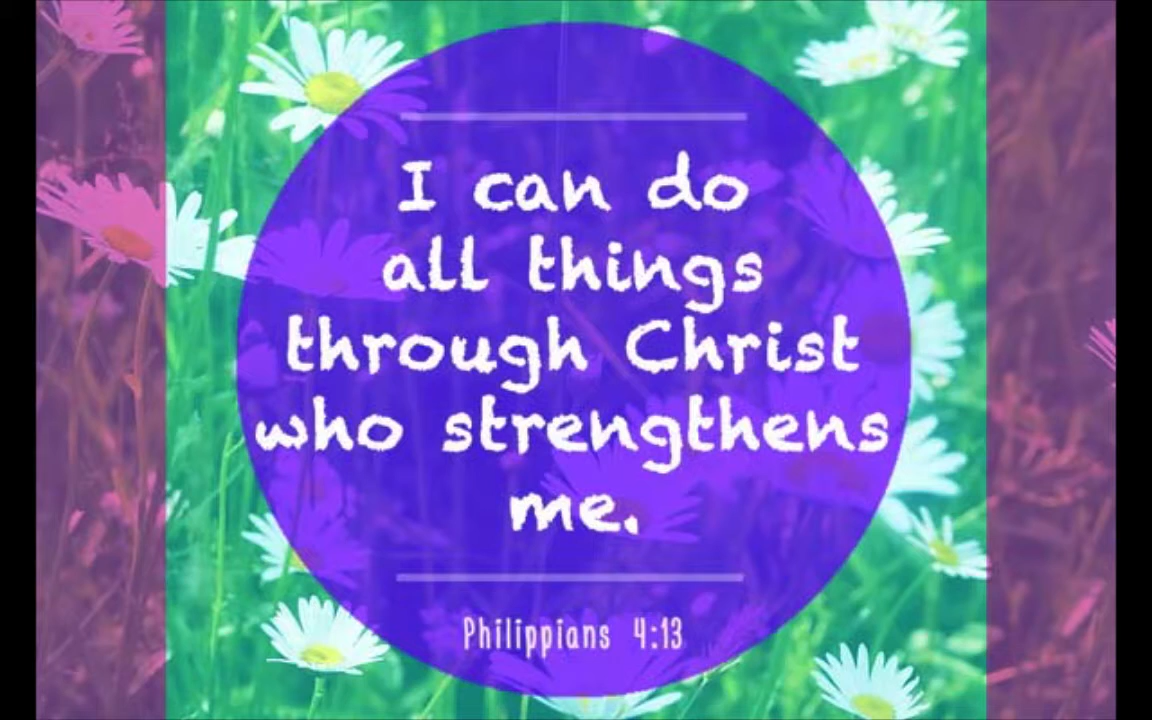 I can do
all things
through Christ
who strengthens
me.
Philippians 4:13